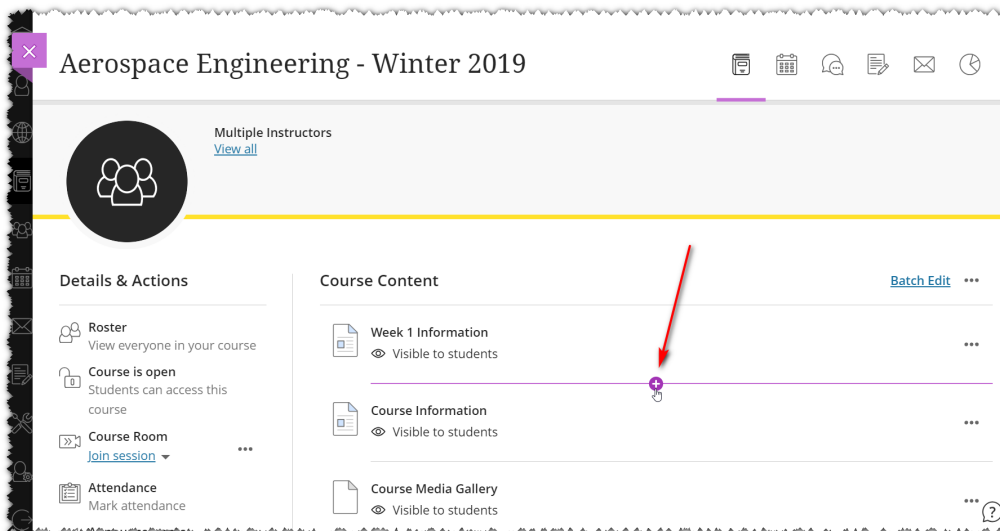 Aerospace Engineering - Winter 2019
Multiple Instructors
View all
Details & Actions
Roster
View everyone in your course
Course is open
Students can access this
course
Course Room
Join session
Attendance
Mark attendance
Course Content
Batch Edit
Week 1 Information
Visible to students
Course Information
Visible to students
Course Media Gallery
Visible to students
?